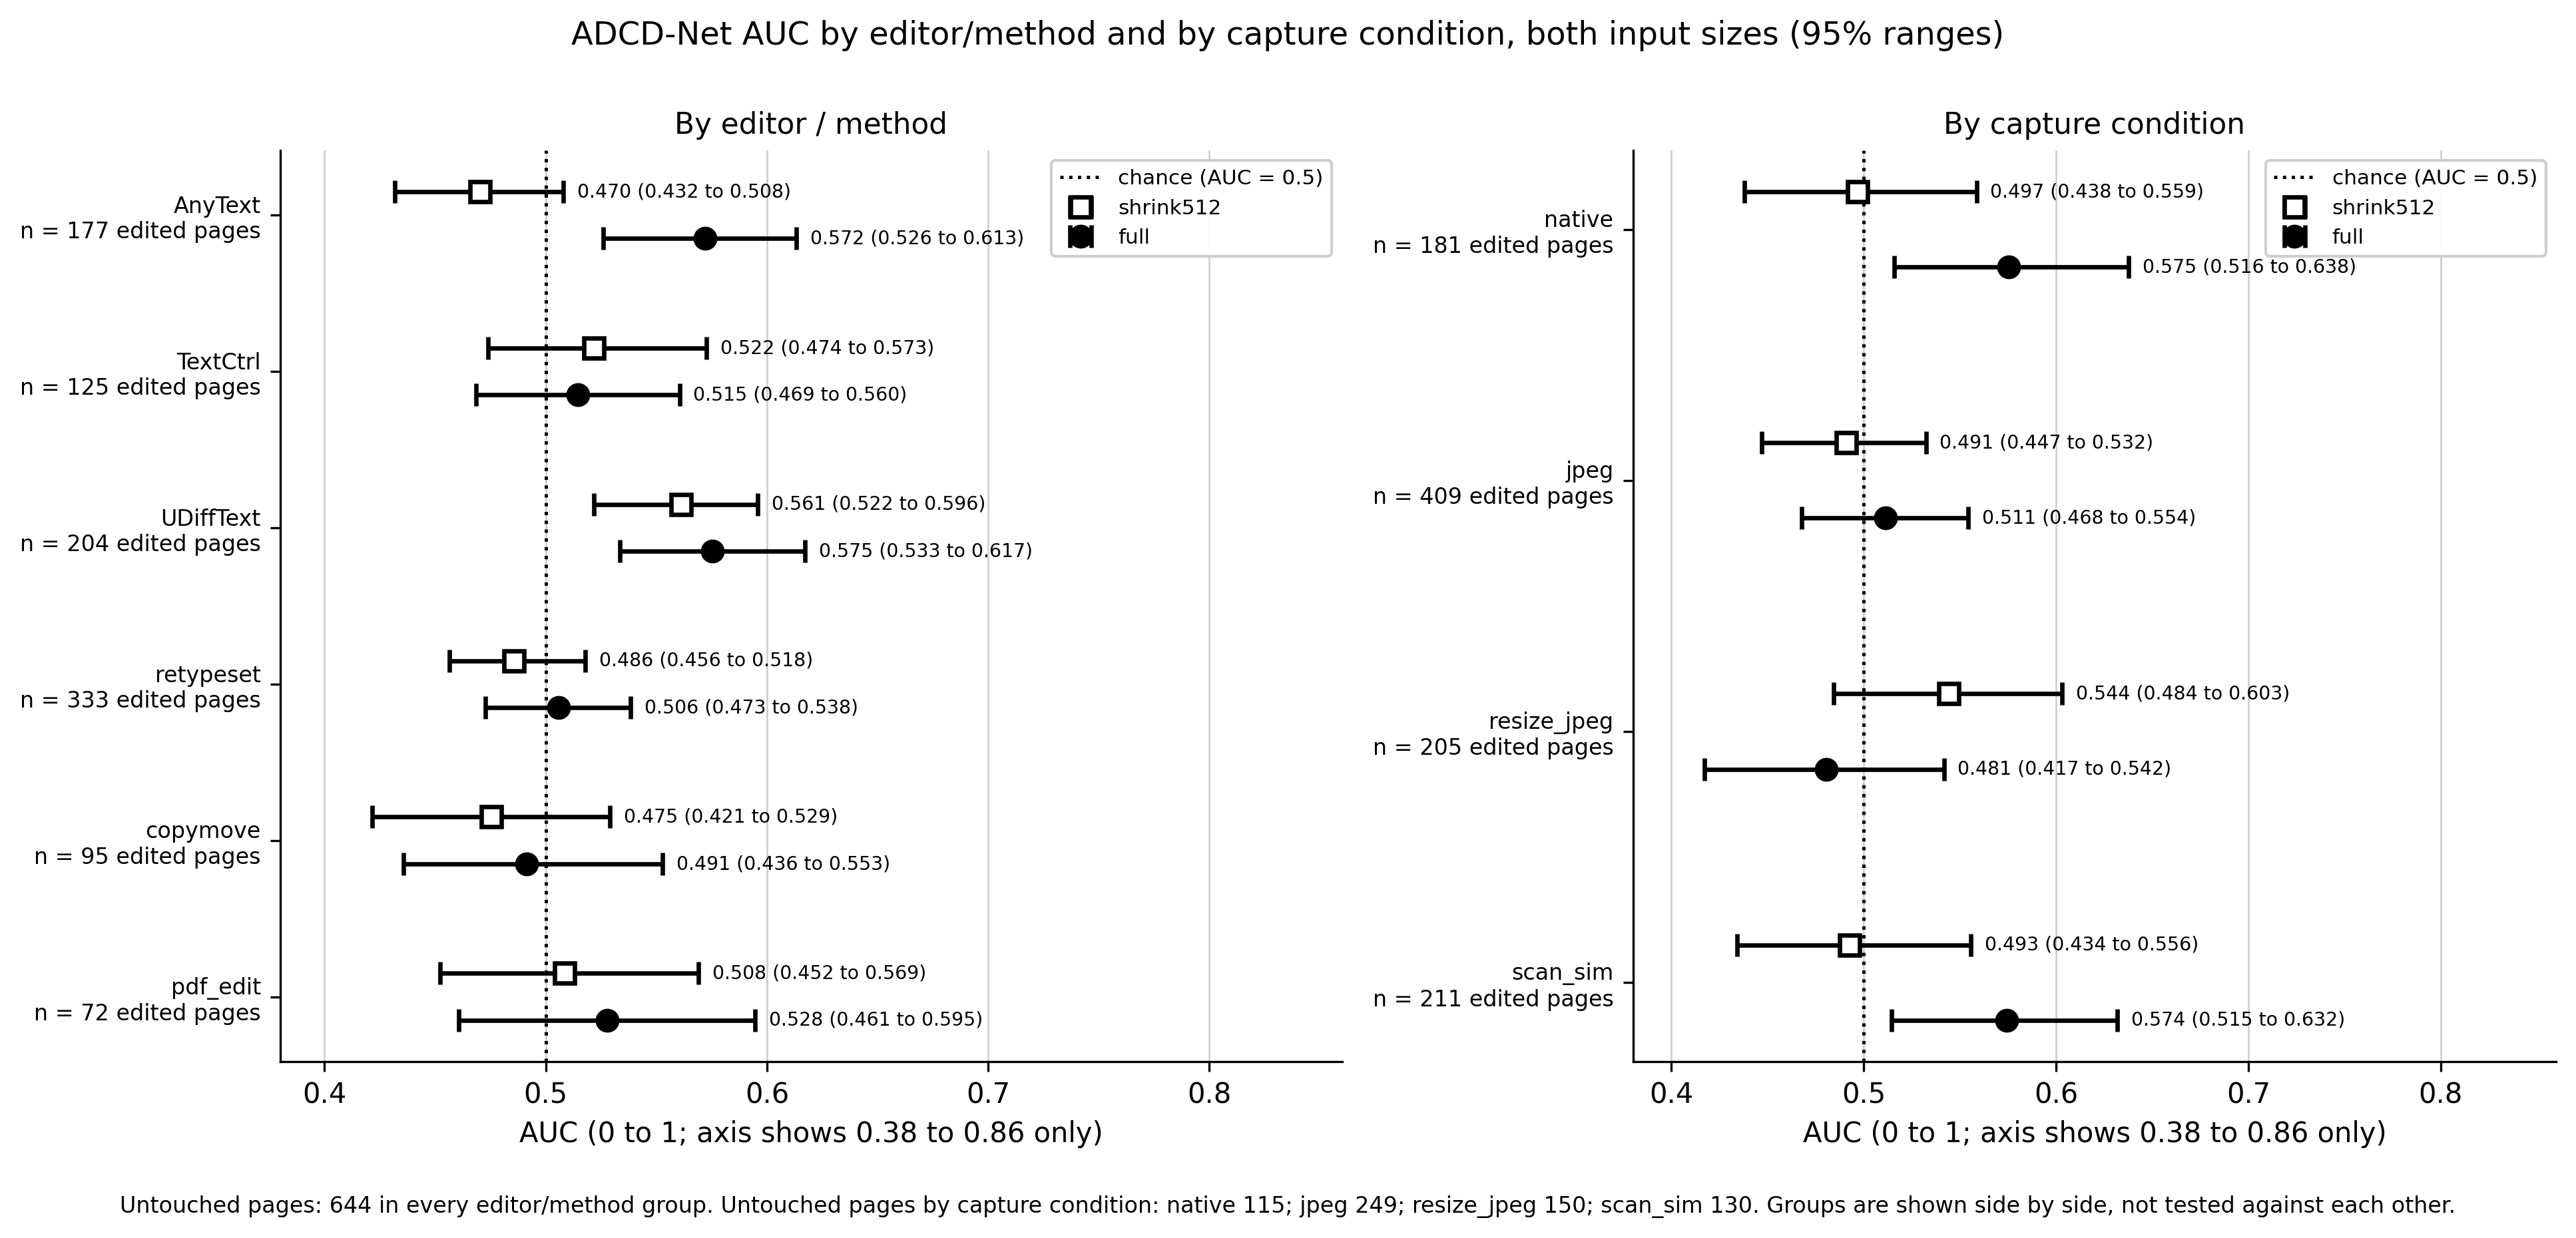 ADCD-Net AUC by editor/method and by capture condition, both input sizes (95% ranges)
By editor / method
chance (AUC = 0.5)
shrink512
full
AnyText
n = 177 edited pages
0.470 (0.432 to 0.508)
0.572 (0.526 to 0.613)
TextCtrl
n = 125 edited pages
0.522 (0.474 to 0.573)
0.515 (0.469 to 0.560)
UDiffText
n = 204 edited pages
0.561 (0.522 to 0.596)
0.575 (0.533 to 0.617)
retypeset
n = 333 edited pages
0.486 (0.456 to 0.518)
0.506 (0.473 to 0.538)
copymove
n = 95 edited pages
0.475 (0.421 to 0.529)
0.491 (0.436 to 0.553)
pdf_edit
n = 72 edited pages
0.508 (0.452 to 0.569)
0.528 (0.461 to 0.595)
0.4 0.5 0.6 0.7 0.8
AUC (0 to 1; axis shows 0.38 to 0.86 only)
By capture condition
chance (AUC = 0.5)
shrink512
full
native
n = 181 edited pages
0.497 (0.438 to 0.559)
0.575 (0.516 to 0.638)
jpeg
n = 409 edited pages
0.491 (0.447 to 0.532)
0.511 (0.468 to 0.554)
resize_jpeg
n = 205 edited pages
0.544 (0.484 to 0.603)
0.481 (0.417 to 0.542)
scan_sim
n = 211 edited pages
0.493 (0.434 to 0.556)
0.574 (0.515 to 0.632)
0.4 0.5 0.6 0.7 0.8
AUC (0 to 1; axis shows 0.38 to 0.86 only)
Untouched pages: 644 in every editor/method group. Untouched pages by capture condition: native 115; jpeg 249; resize_jpeg 150; scan_sim 130. Groups are shown side by side, not tested against each other.